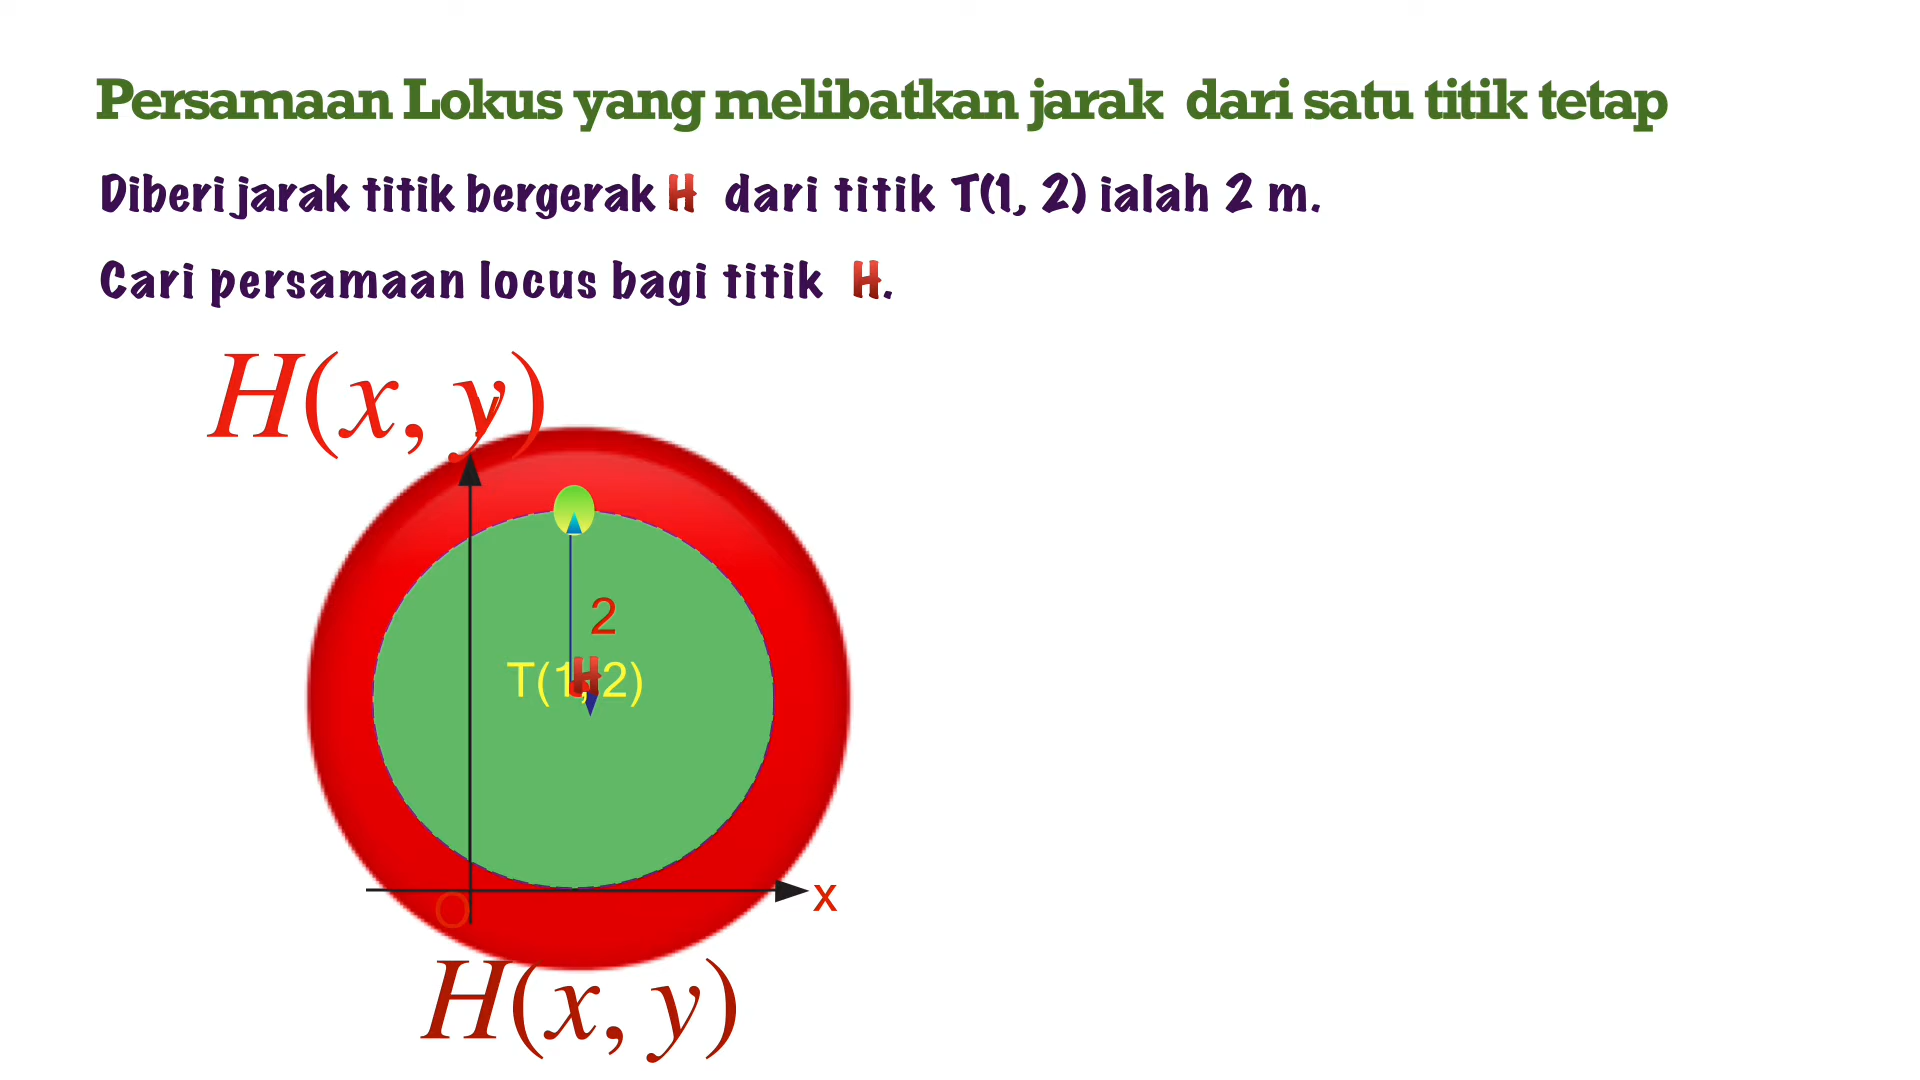 Persamaan Lokus yang melibatkan jarak dari satu titik tetap
Diberi jarak titik bergerak H dari titik T(1, 2) ialah 2 m.
Cari persamaan locus bagi titik H.
H(x, y)
y
2
T(1, 2)
H
x
O
H(x, y)